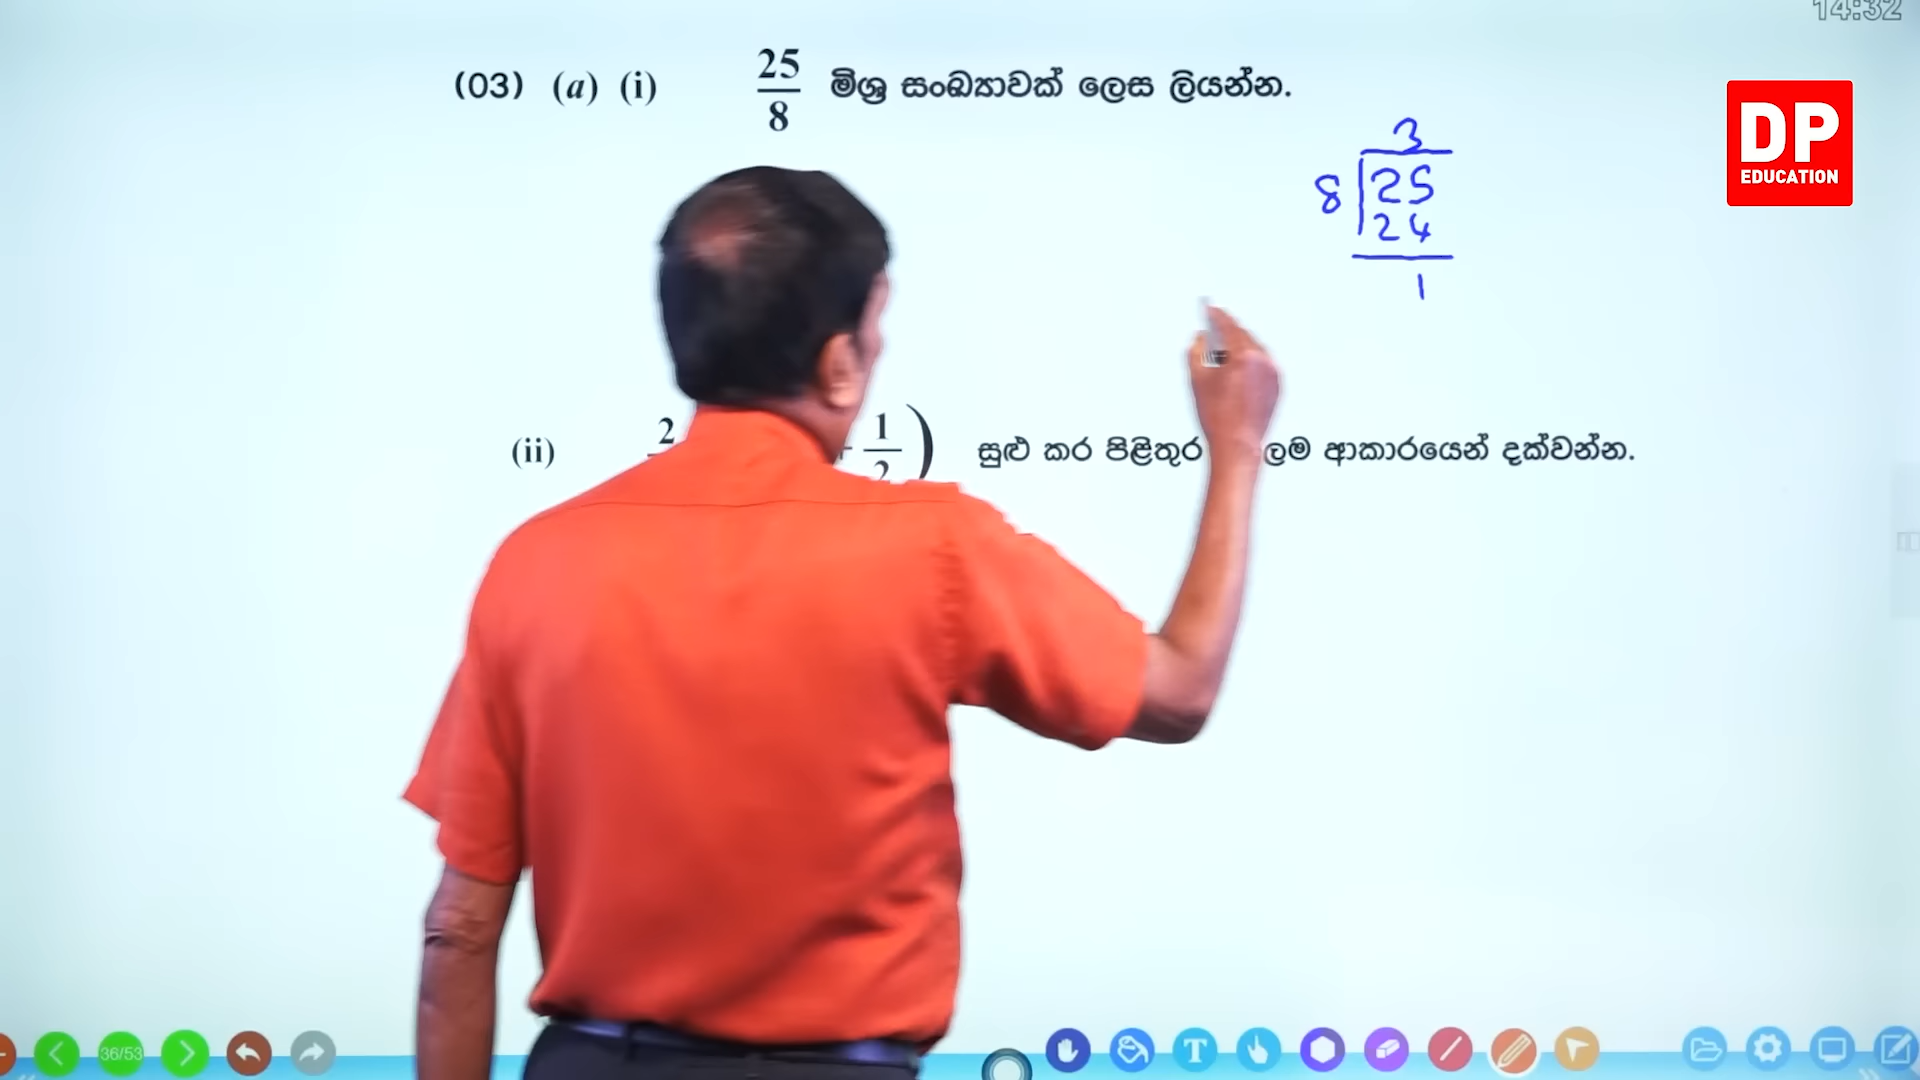 14:32
(03) (a) (i) 25/8 මිශ්‍ර සංඛ්‍යාවක් ලෙස ලියන්න.
DP
EDUCATION
3
8 25
24
1
(ii) 2 + 1/2 ) සුළු කර පිළිතුර ආකාරයෙන් දක්වන්න.
36/53
T